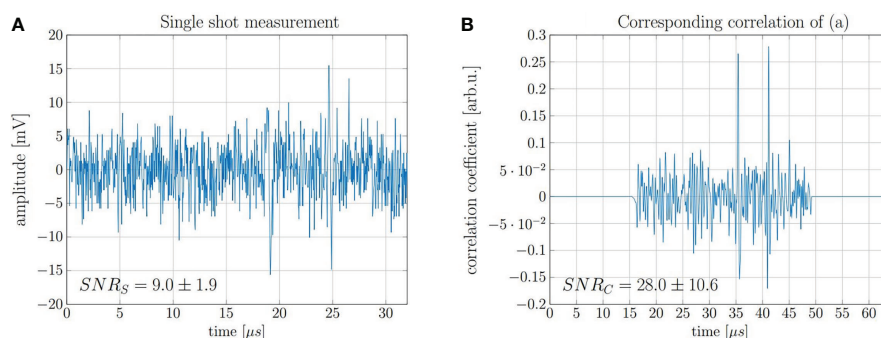 A
Single shot measurement
amplitude [mV]
20
15
10
5
0
−5
−10
−15
−20
SNR_S = 9.0 ± 1.9
0 5 10 15 20 25 30
time [μs]
B
Corresponding correlation of (a)
correlation coefficient [arb.u.]
0.3
0.25
0.2
0.15
0.1
5 · 10⁻²
0
−5 · 10⁻²
−0.1
−0.15
−0.2
SNR_C = 28.0 ± 10.6
0 5 10 15 20 25 30 35 40 45 50 55 60
time [μs]